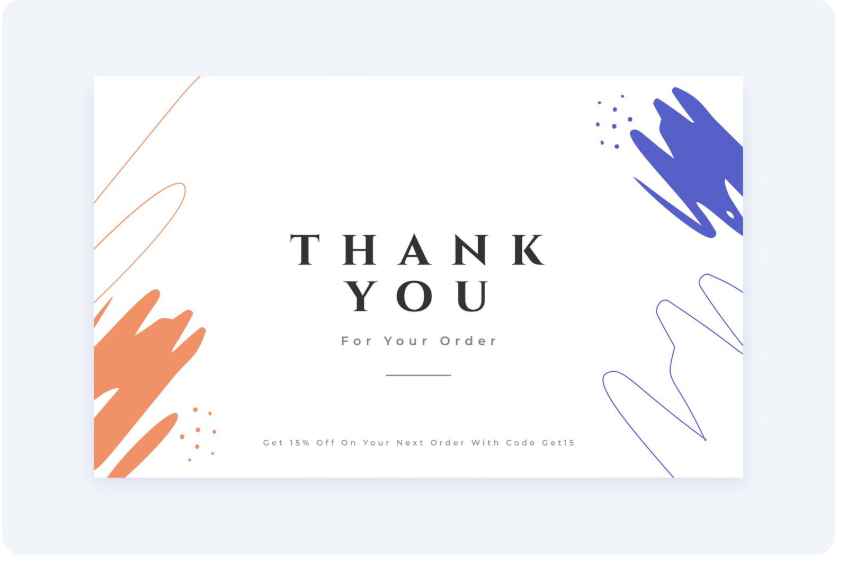 THANK
YOU
For Your Order
Get 15% Off On Your Next Order With Code Get15